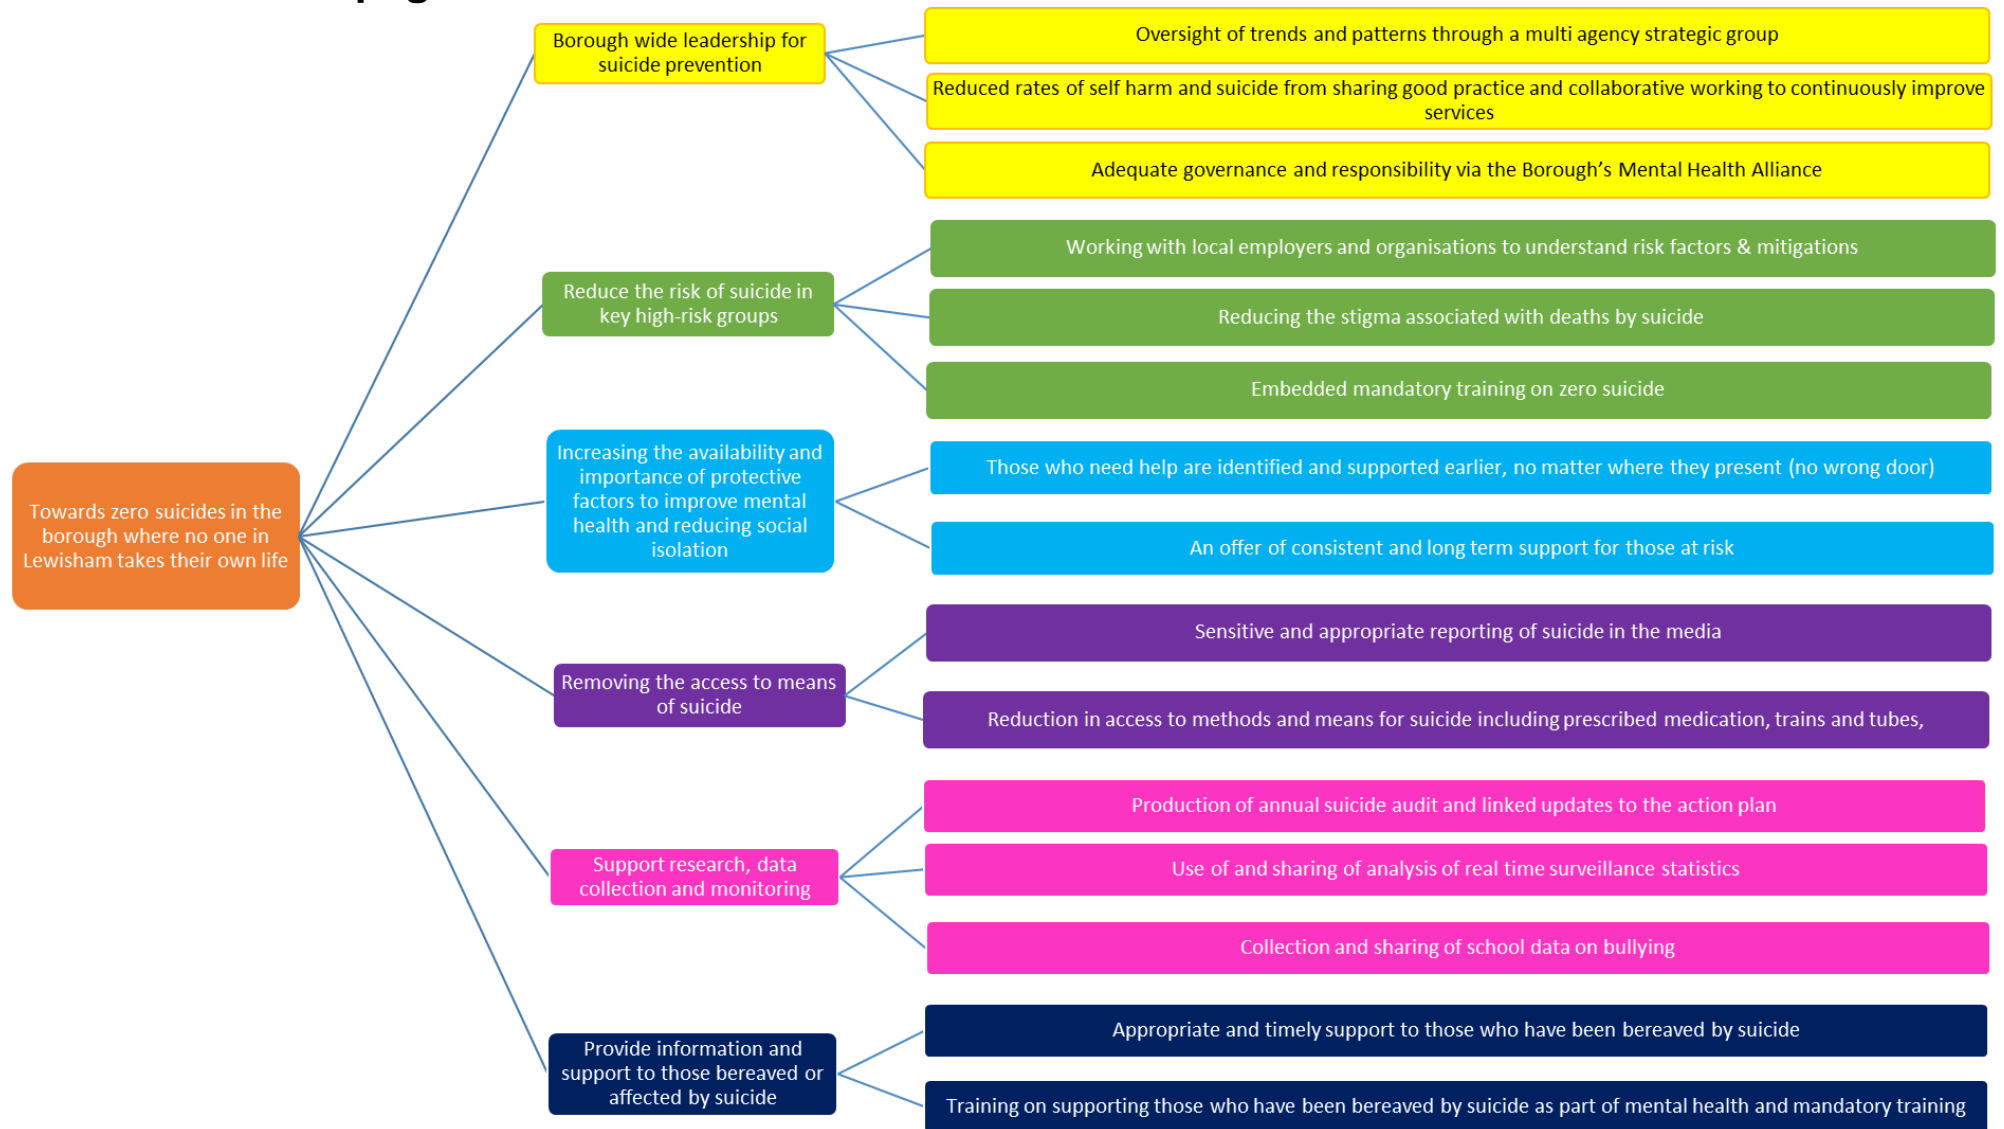 Borough wide leadership for
suicide prevention
Oversight of trends and patterns through a multi agency strategic group
Reduced rates of self harm and suicide from sharing good practice and collaborative working to continuously improve
services
Adequate governance and responsibility via the Borough’s Mental Health Alliance
Reduce the risk of suicide in
key high-risk groups
Working with local employers and organisations to understand risk factors & mitigations
Reducing the stigma associated with deaths by suicide
Embedded mandatory training on zero suicide
Towards zero suicides in the
borough where no one in
Lewisham takes their own life
Increasing the availability and
importance of protective
factors to improve mental
health and reducing social
isolation
Those who need help are identified and supported earlier, no matter where they present (no wrong door)
An offer of consistent and long term support for those at risk
Removing the access to means
of suicide
Sensitive and appropriate reporting of suicide in the media
Reduction in access to methods and means for suicide including prescribed medication, trains and tubes,
Support research, data
collection and monitoring
Production of annual suicide audit and linked updates to the action plan
Use of and sharing of analysis of real time surveillance statistics
Collection and sharing of school data on bullying
Provide information and
support to those bereaved or
affected by suicide
Appropriate and timely support to those who have been bereaved by suicide
Training on supporting those who have been bereaved by suicide as part of mental health and mandatory training